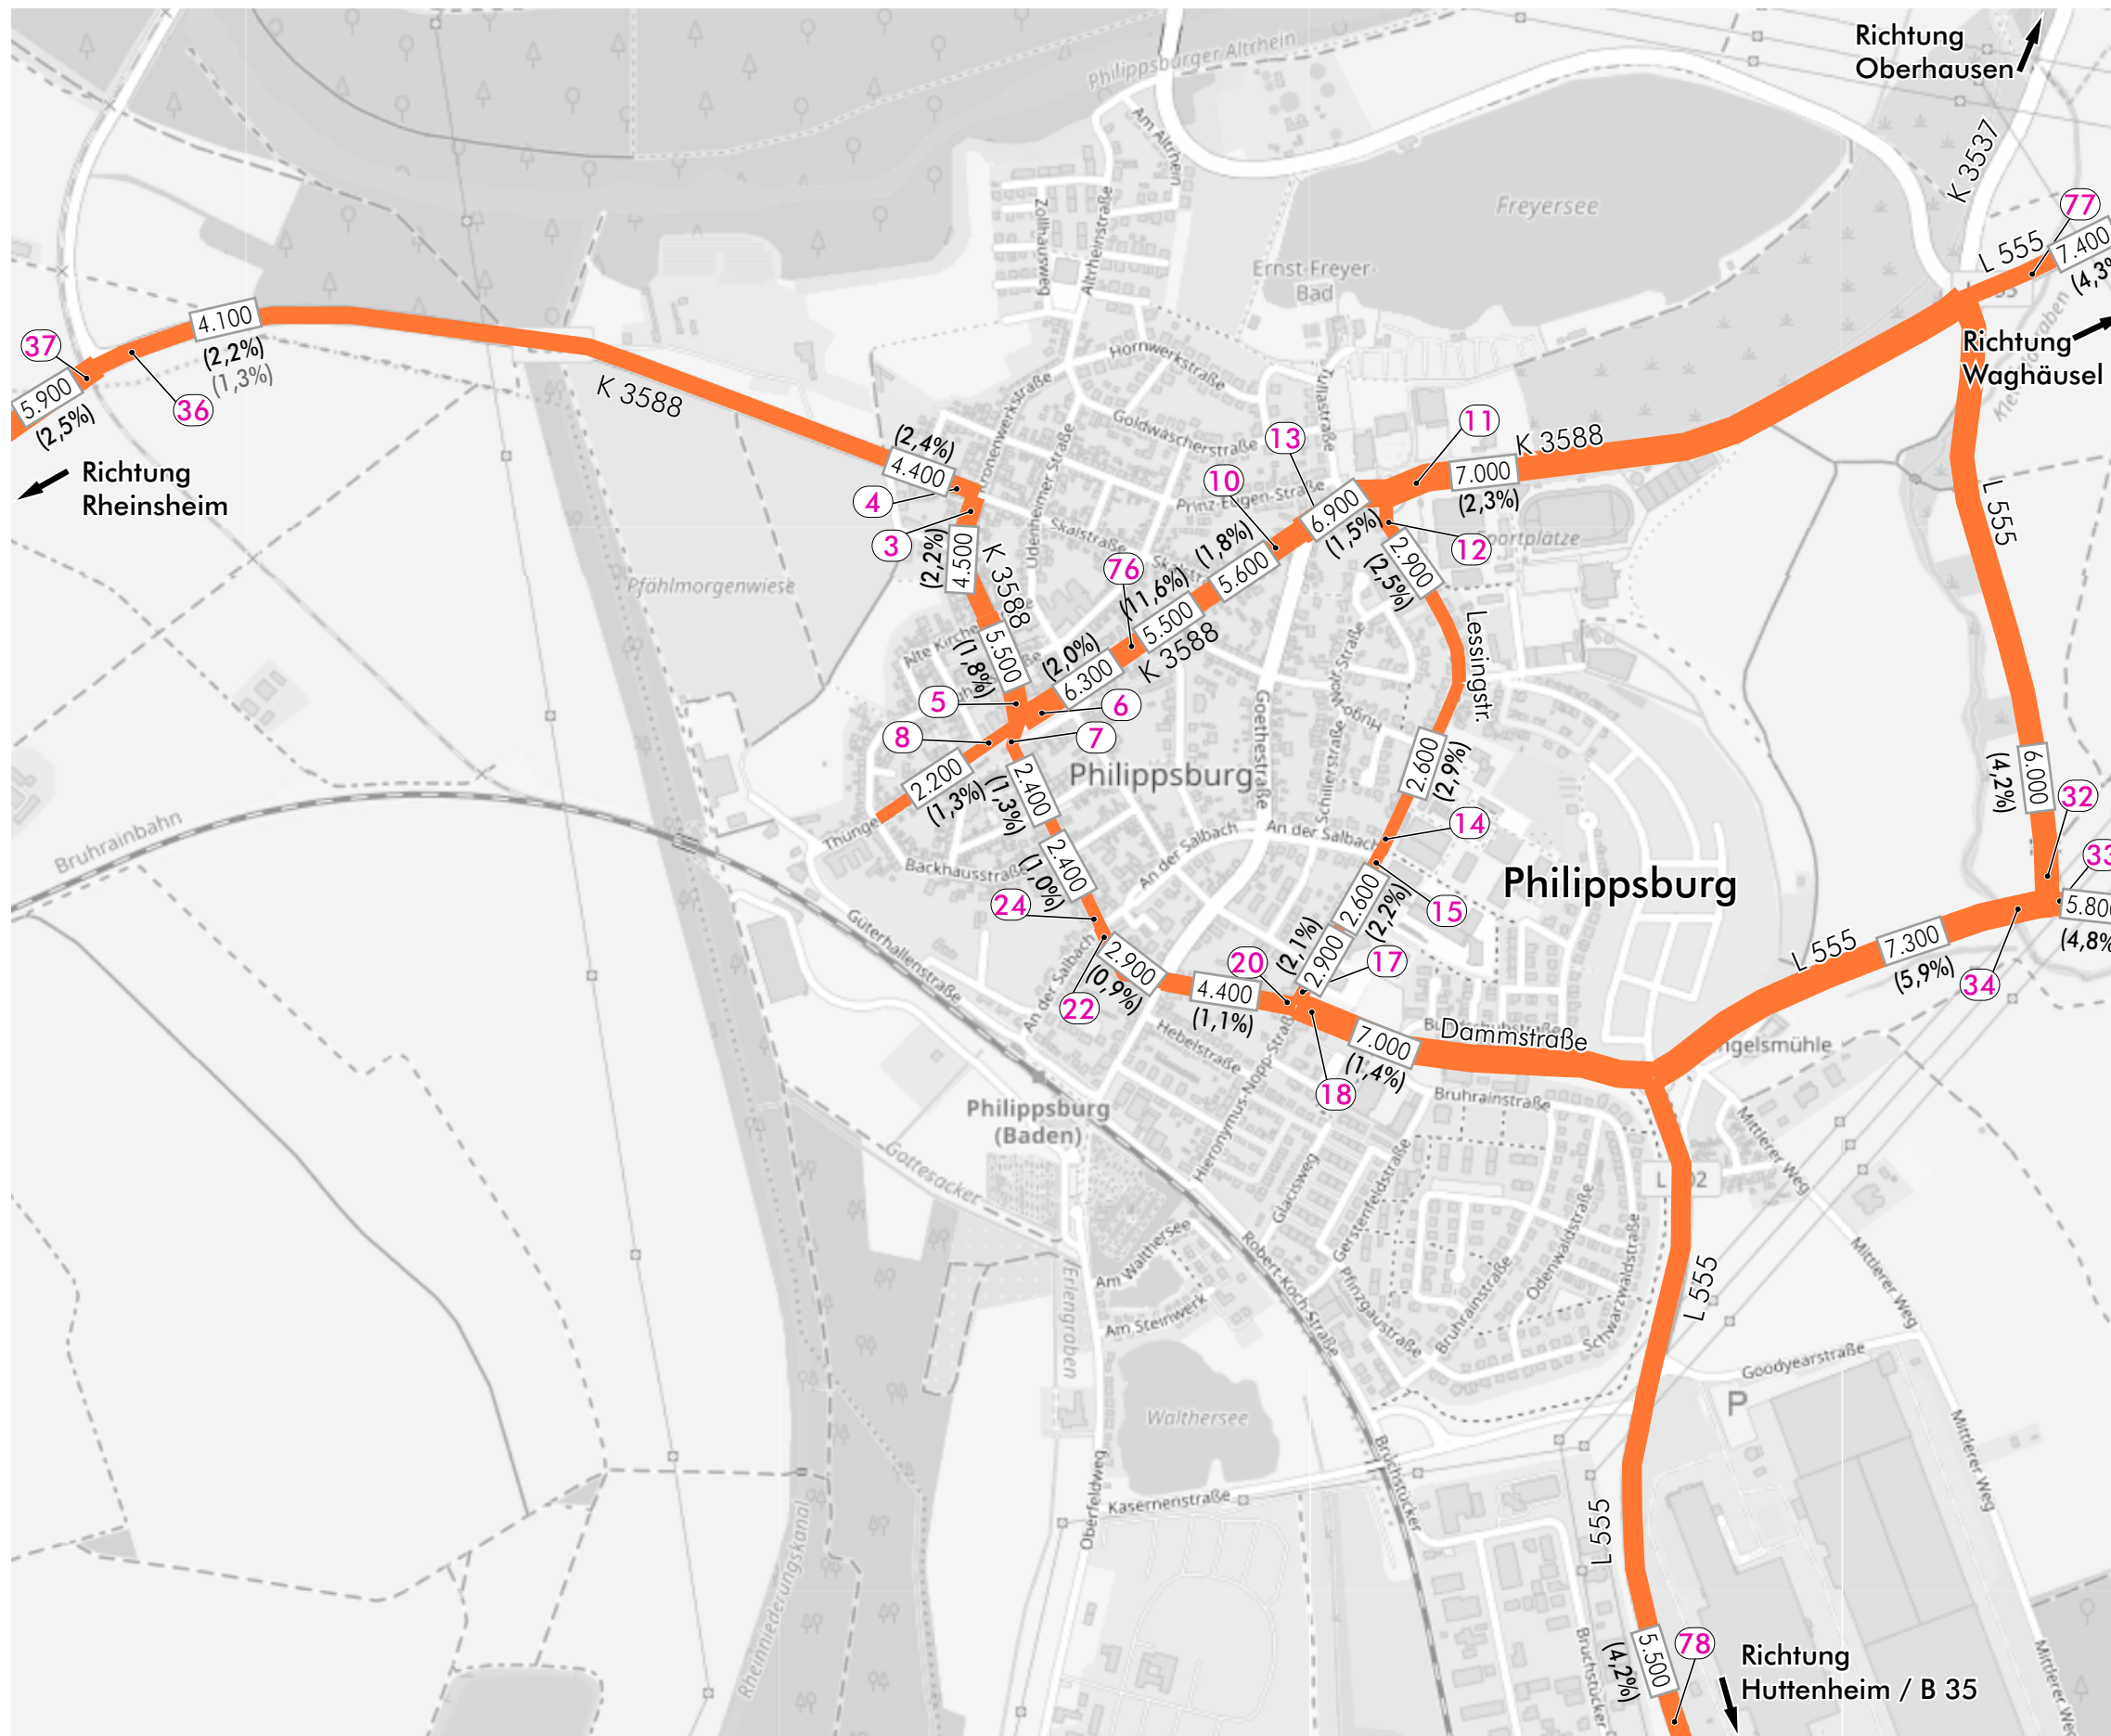 Richtung
Oberhausen
Philippsburger Altrhein
Am Altrhein
K 3537
Zollhausweg
Altrheinstraße
Freyersee
77
L 555
7.400
Ernst-Freyer-
Bad
Richtung
Waghäusel
37
4.100
(2,2%)
(1,3%)
36
5.900
(2,5%)
Richtung
Rheinsheim
K 3588
Hornwerkstraße
Goldwäscherstraße
Tullastraße
Kronenwerkstraße
Udenheimer Straße
Prinz-Eugen-Straße
Skalstraße
(2,4%)
4.400
4
3
4.500
(2,2%)
K 3588
13
10
11
K 3588
7.000
(2,3%)
6.900
(1,5%)
12
Sportplätze
2.900
(2,5%)
L 555
Pfählmorgenwiese
76
(1,8%)
5.600
(11,6%)
5.500
K 3588
(2,0%)
6.300
5.500
(1,8%)
5
6
7
8
2.200
(1,3%)
2.400
(1,3%)
2.400
(1,0%)
Philippsburg
Goethestraße
Schillerstraße
Lessingstr.
2.600
(2,9%)
14
15
2.600
(2,2%)
Philippsburg
6.000
(4,2%)
32
33
(4,8%
34
L 555
7.300
(5,9%)
Bruhrainbahn
Backhausstraße
An der Salbach
An der Salbach
An der Salbach
24
22
2.900
(0,9%)
20
17
(2,1%)
2.900
4.400
(1,1%)
18
7.000
(1,4%)
Dammstraße
Güterhallenstraße
Hebelstraße
Hieronymus-Nopp-Straße
Bruhrainstraße
Philippsburg
(Baden)
Gottesacker
Glacisweg
Gerstenfeldstraße
Mittlerer Weg
Am Walthersee
Am Steinwerk
Erlengraben
Robert-Koch-Straße
Pfinzgaustraße
Bruhrainstraße
Odenwaldstraße
Schwarzwaldstraße
L 555
Mittlerer Weg
Goodyearstraße
P
Walthersee
Mittlerer Weg
Oberfeldweg
Kasernenstraße
Bruchstücker
L 555
Rheinniederungskanal
Bruchstücker
5.500
(4,2%)
78
Richtung
Huttenheim / B 35
Mittlerer We